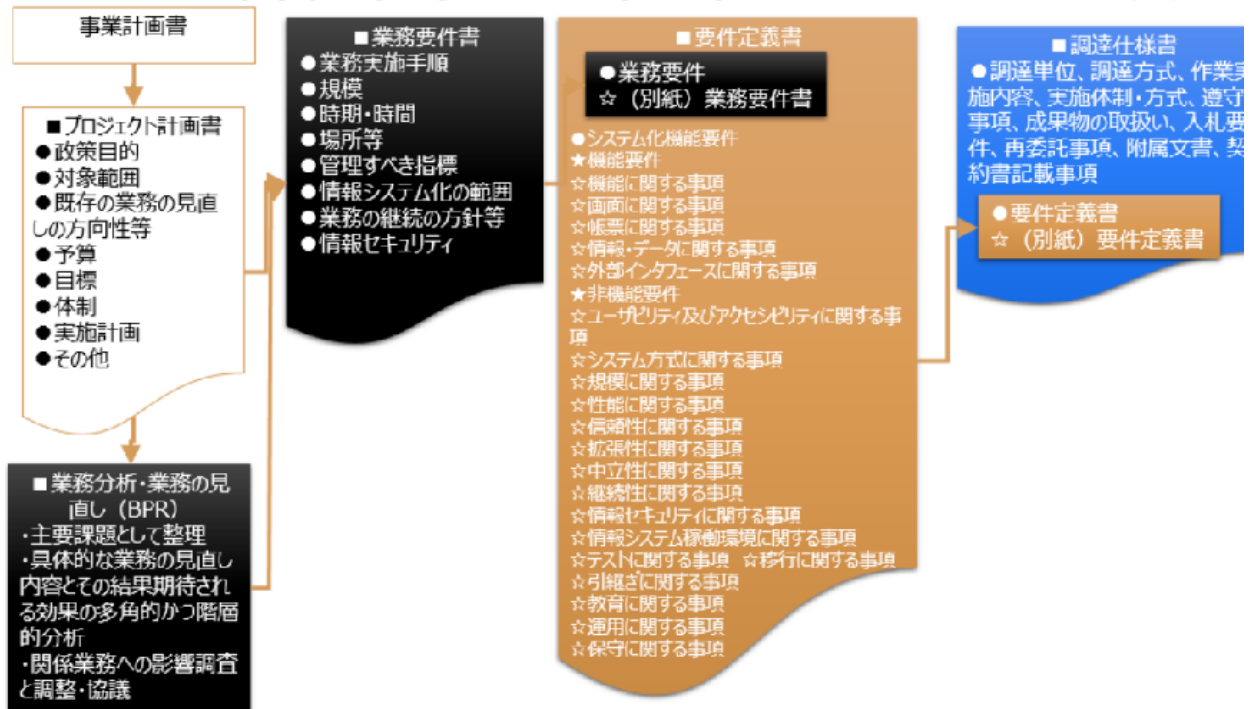 事業計画書
■プロジェクト計画書
●政策目的
●対象範囲
●既存の業務の見直
しの方向性等
●予算
●目標
●体制
●実施計画
●その他
■業務分析・業務の見
直し（BPR）
・主要課題として整理
・具体的な業務の見直し
内容とその結果期待され
る効果の多角的かつ階層
的分析
・関係業務への影響調査
と調整・協議
■業務要件書
●業務実施手順
●規模
●時期・時間
●場所等
●管理すべき指標
●情報システム化の範囲
●業務の継続の方針等
●情報セキュリティ
■要件定義書
●業務要件
☆（別紙）業務要件書
●システム化機能要件
★機能要件
☆機能に関する事項
☆画面に関する事項
☆帳票に関する事項
☆情報・データに関する事項
☆外部インタフェースに関する事項
★非機能要件
☆ユーザビリティ及びアクセシビリティに関する事
項
☆システム方式に関する事項
☆規模に関する事項
☆性能に関する事項
☆信頼性に関する事項
☆拡張性に関する事項
☆中立性に関する事項
☆継続性に関する事項
☆情報セキュリティに関する事項
☆情報システム稼働環境に関する事項
☆テストに関する事項 ☆移行に関する事項
☆引継ぎに関する事項
☆教育に関する事項
☆運用に関する事項
☆保守に関する事項
■調達仕様書
●調達単位、調達方式、作業実
施内容、実施体制・方式、遵守
事項、成果物の取扱い、入札要
件、再委託事項、附属文書、契
約書記載事項
●要件定義書
☆（別紙）要件定義書